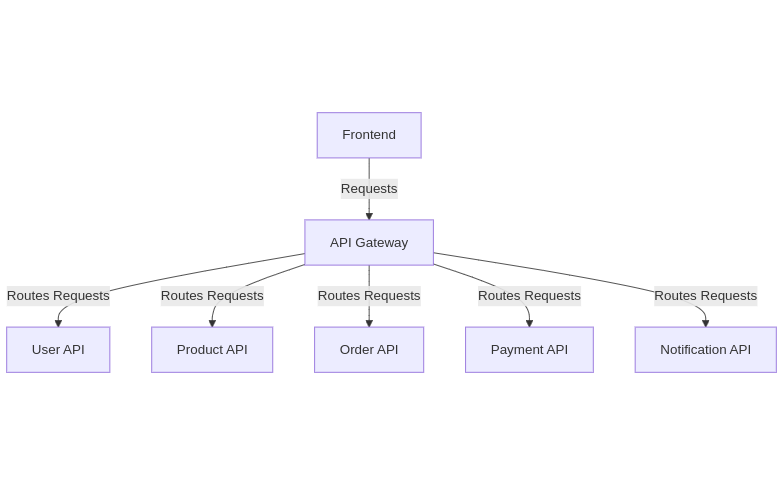 Frontend
Requests
API Gateway
Routes Requests
Routes Requests
Routes Requests
Routes Requests
Routes Requests
User API
Product API
Order API
Payment API
Notification API